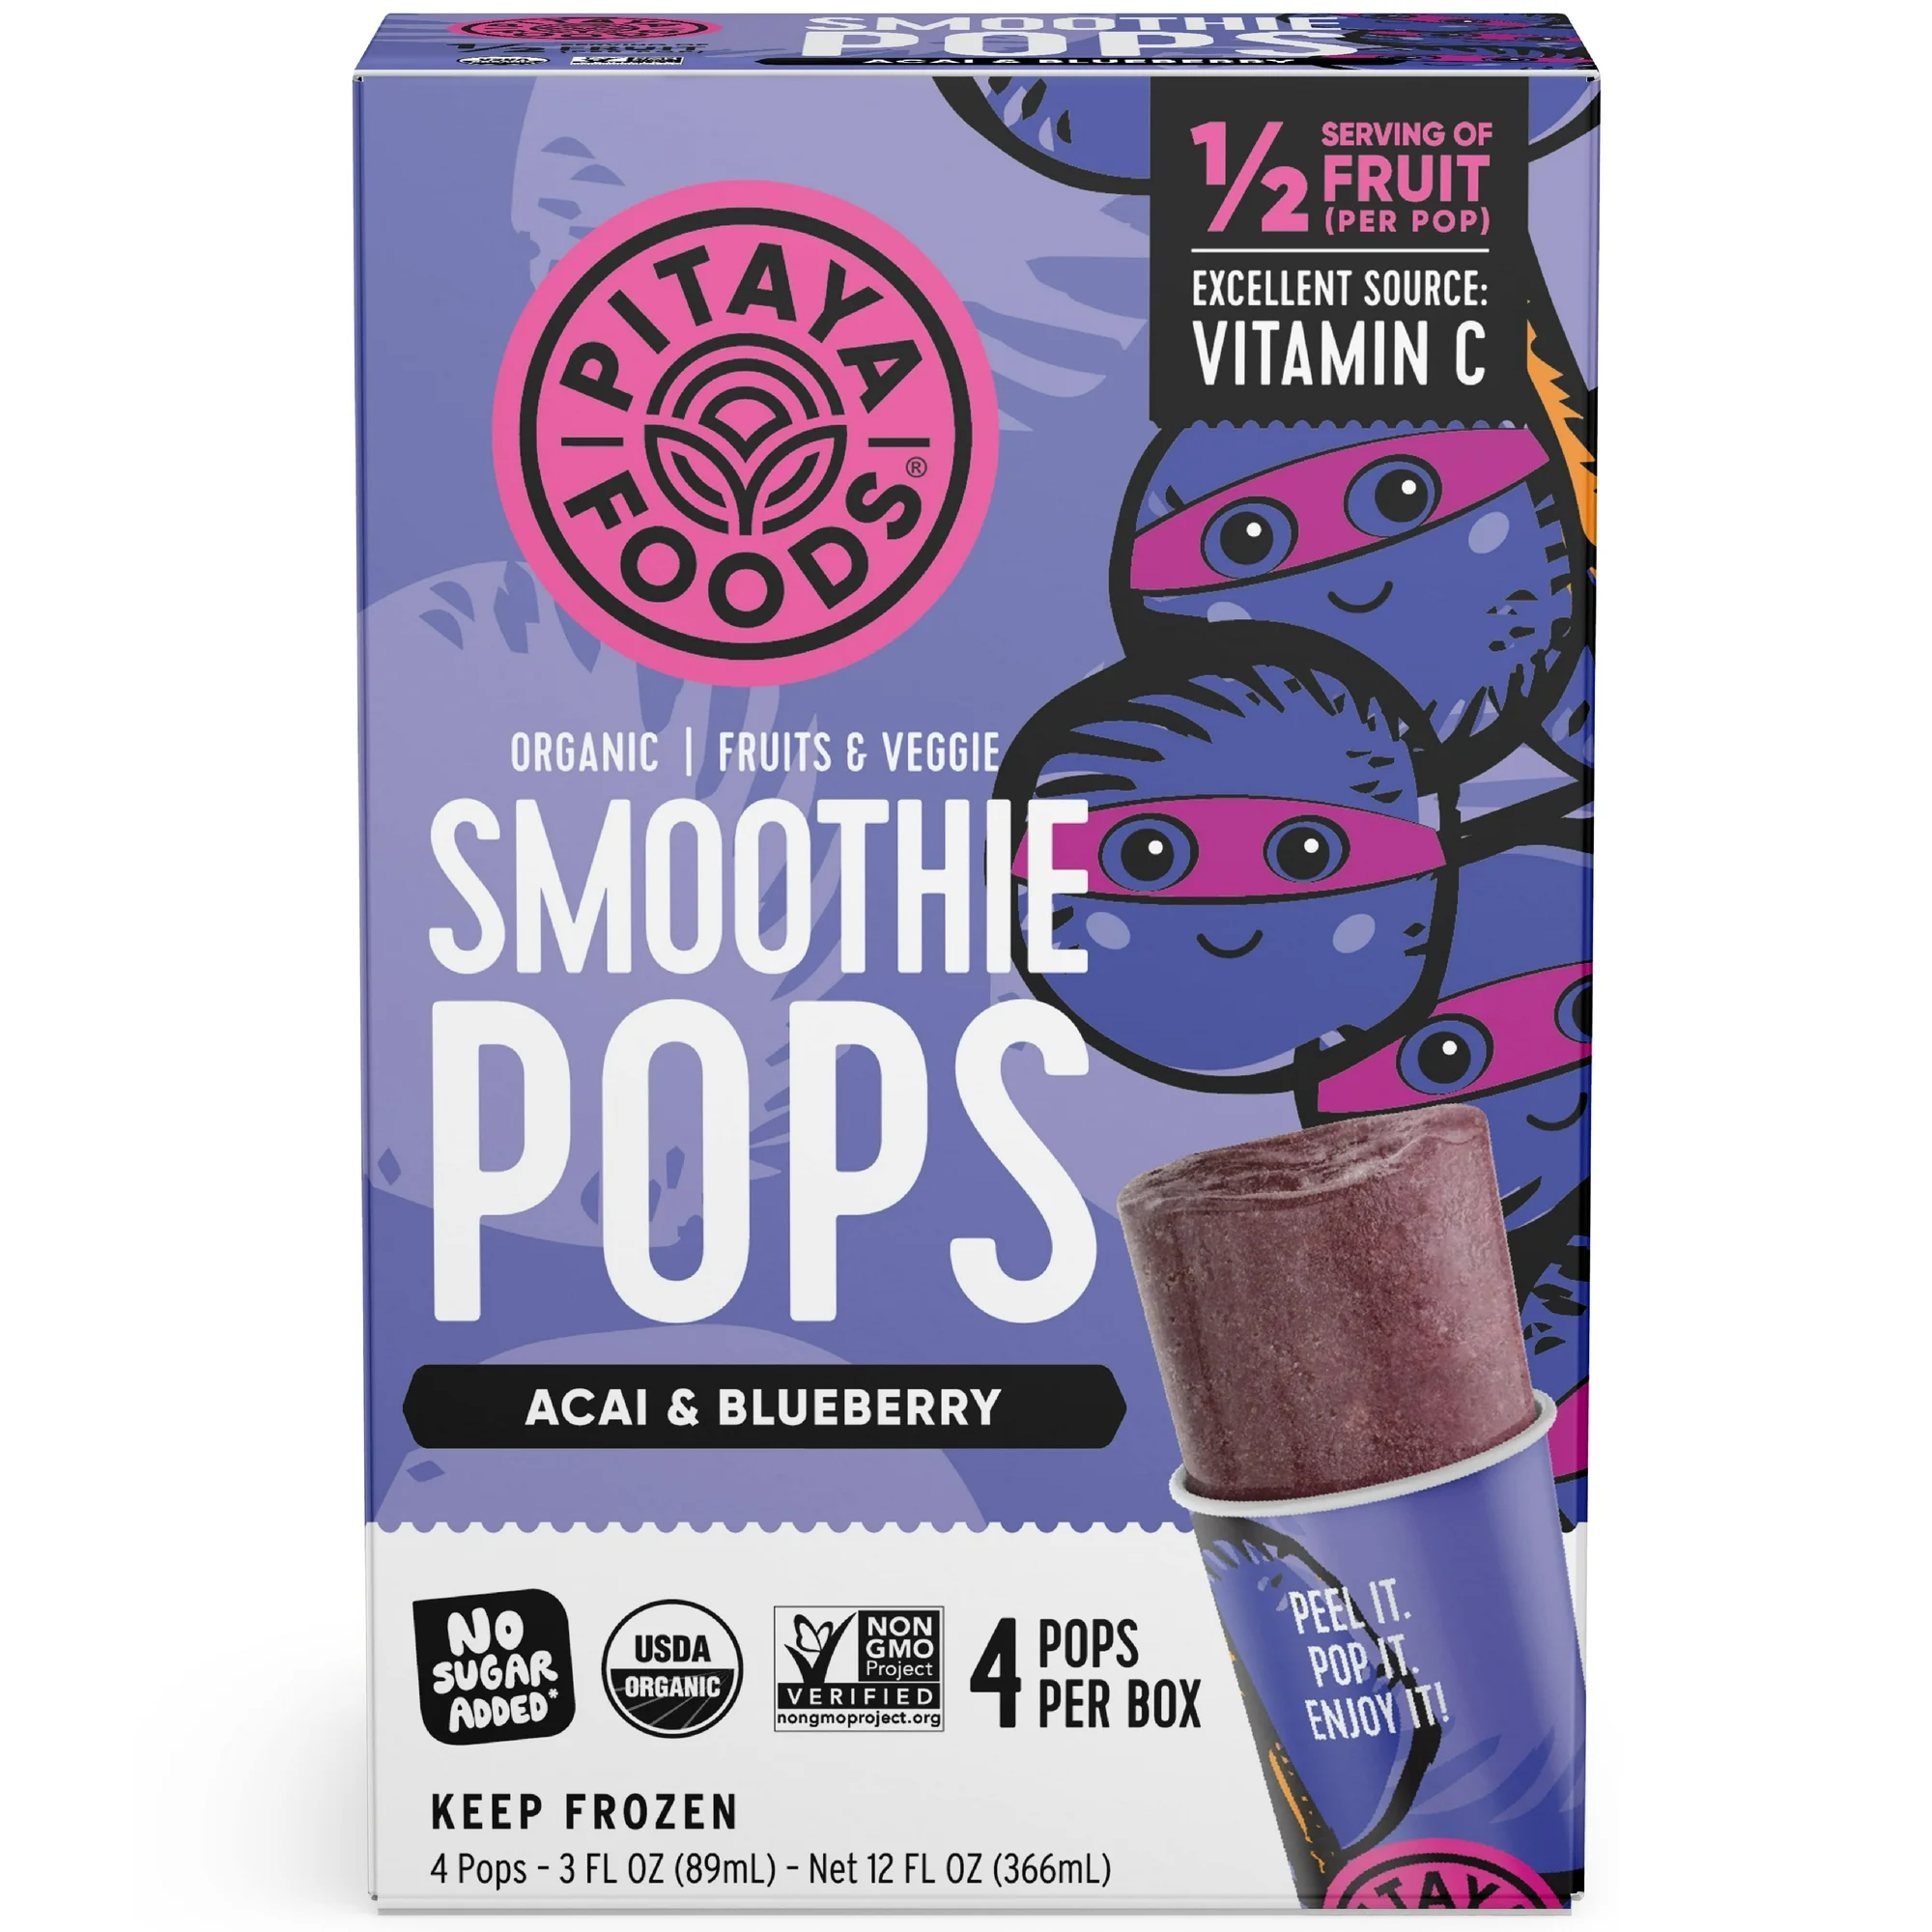 SMOOTHIE
POPS
ACAI & BLUEBERRY
1/2 SERVING OF
FRUIT
(PER POP)
EXCELLENT SOURCE:
VITAMIN C
PITAYA
FOODS®
ORGANIC | FRUITS & VEGGIE
SMOOTHIE
POPS
ACAI & BLUEBERRY
NO
SUGAR
ADDED*
USDA
ORGANIC
NON
GMO
Project
VERIFIED
nongmoproject.org
4 POPS
PER BOX
PEEL IT.
POP IT.
ENJOY IT!
KEEP FROZEN
4 Pops - 3 FL OZ (89mL) - Net 12 FL OZ (366mL)